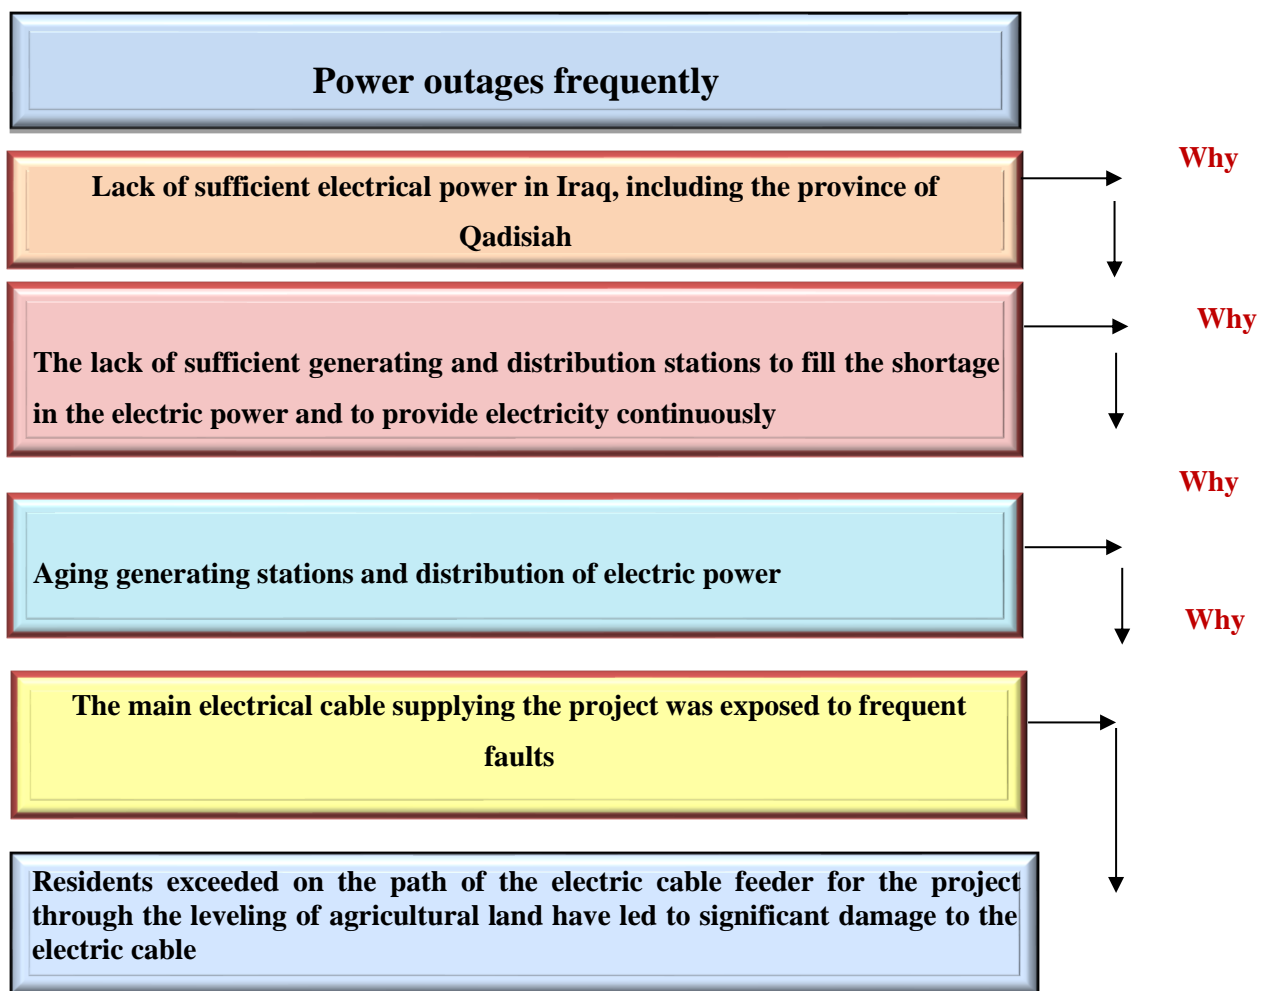 Power outages frequently
Why
Lack of sufficient electrical power in Iraq, including the province of
Qadisiah
Why
The lack of sufficient generating and distribution stations to fill the shortage
in the electric power and to provide electricity continuously
Why
Aging generating stations and distribution of electric power
Why
The main electrical cable supplying the project was exposed to frequent
faults
Residents exceeded on the path of the electric cable feeder for the project
through the leveling of agricultural land have led to significant damage to the
electric cable